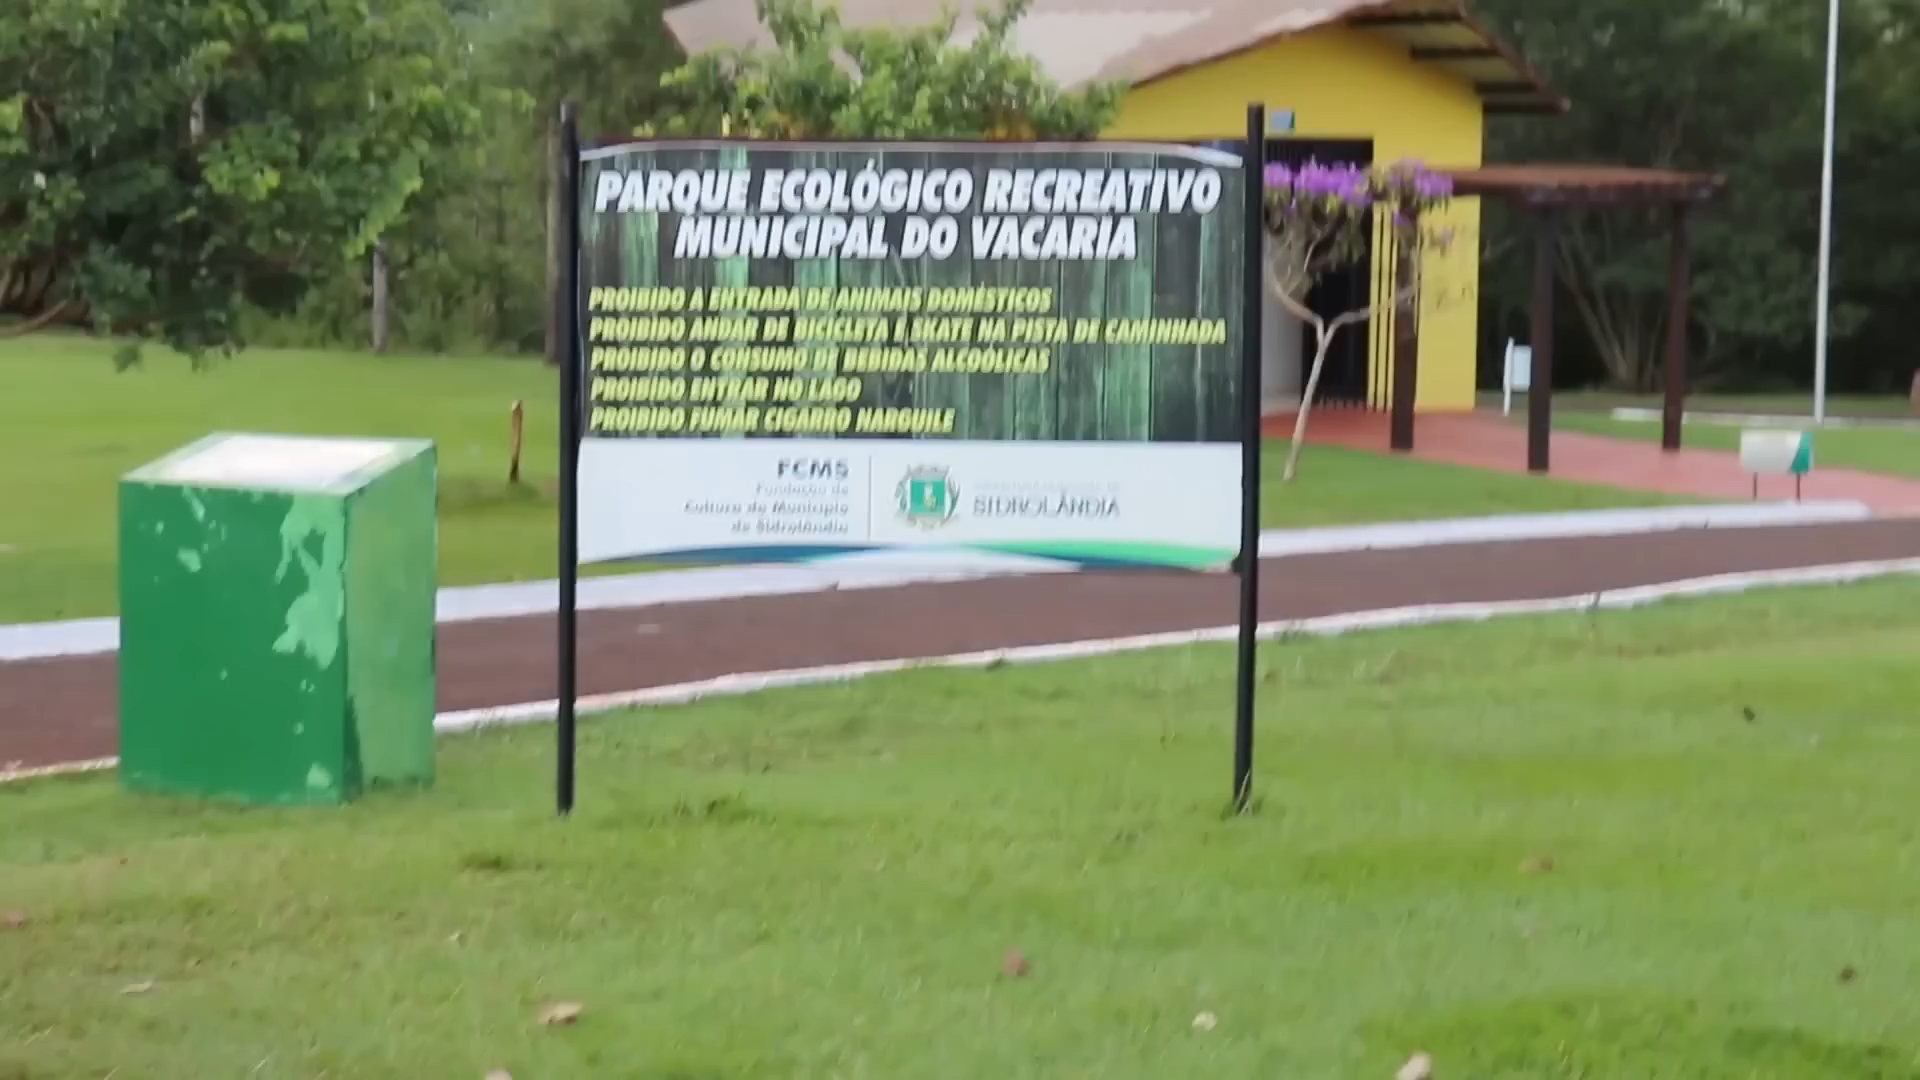 PARQUE ECOLÓGICO RECREATIVO
MUNICIPAL DO VACARIA
PROIBIDO A ENTRADA DE ANIMAIS DOMÉSTICOS
PROIBIDO ANDAR DE BICICLETA E SKATE NA PISTA DE CAMINHADA
PROIBIDO O CONSUMO DE BEBIDAS ALCOÓLICAS
PROIBIDO ENTRAR NO LAGO
PROIBIDO FUMAR CIGARRO NARGUILE
FCMS
Fundação de
Cultura do Município
de Sidrolândia
SIDROLÂNDIA